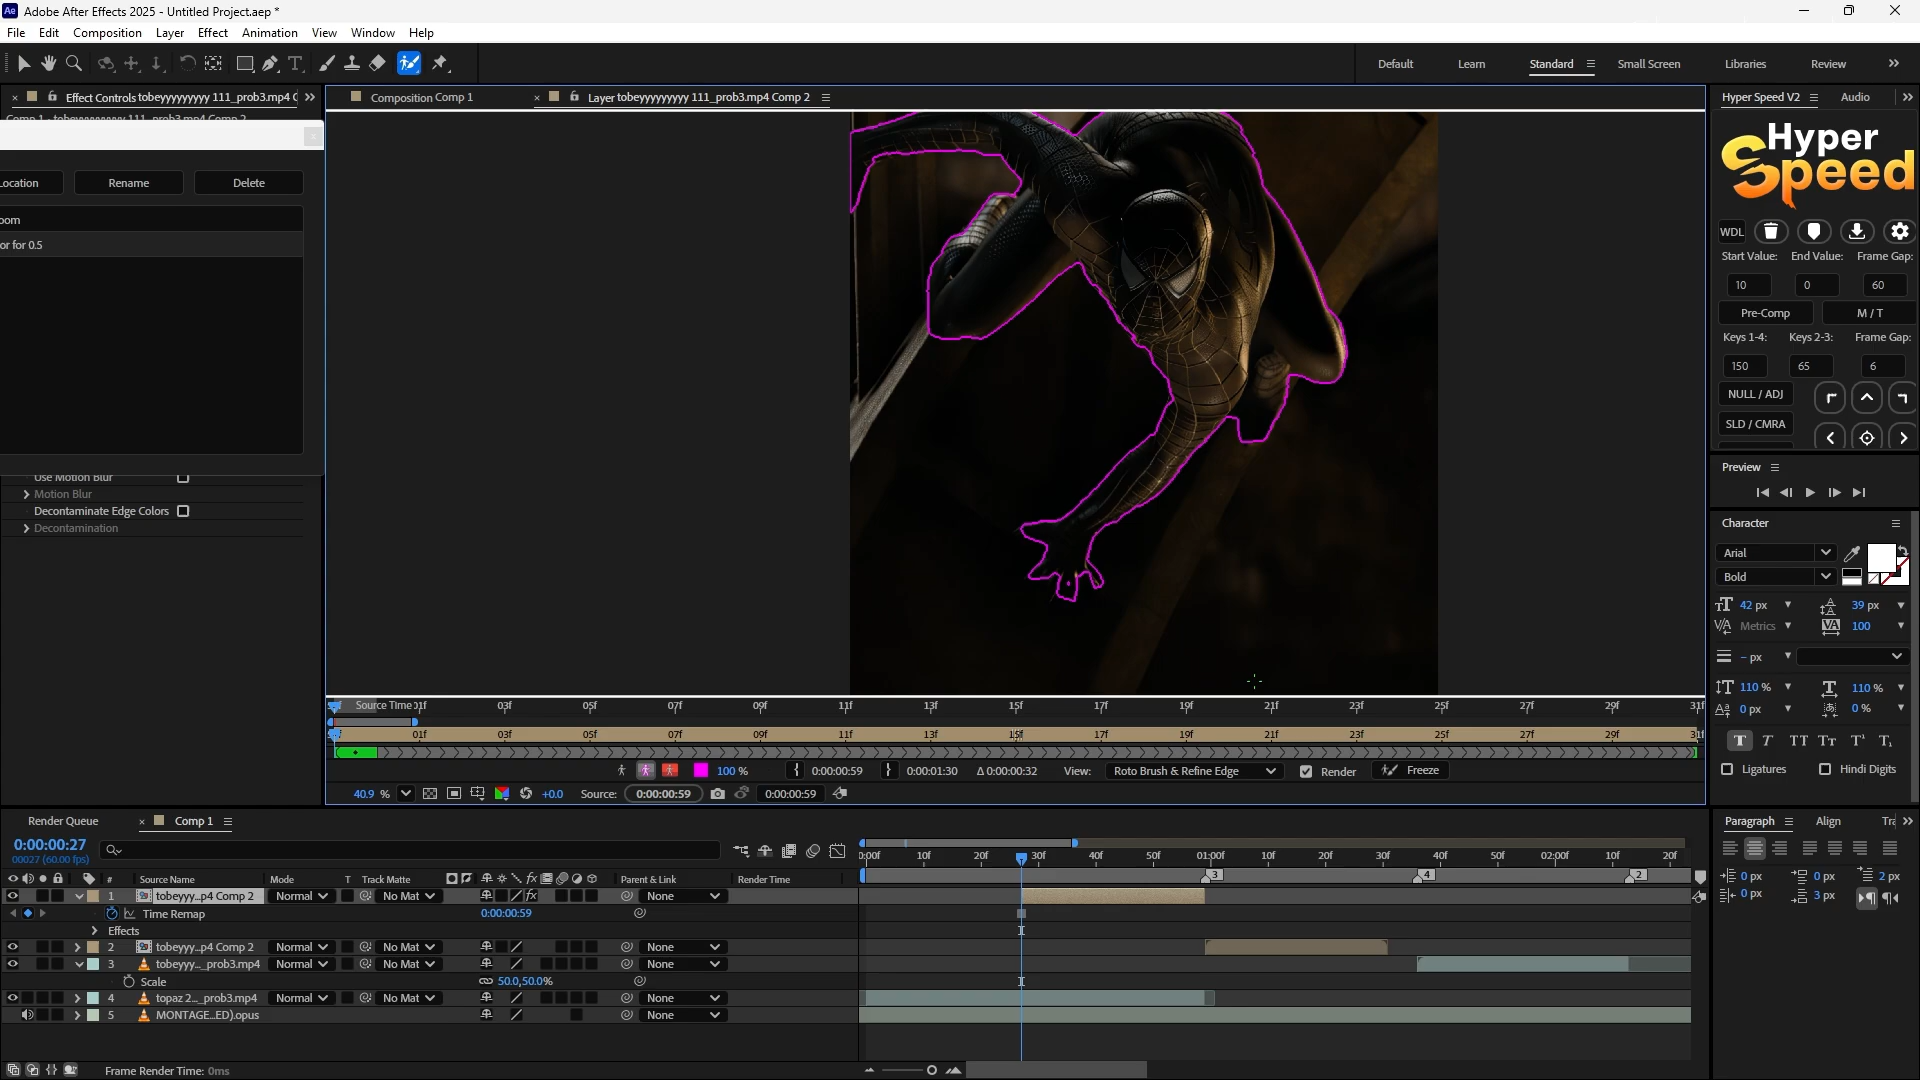 Adobe After Effects 2025 - Untitled Project.aep *
File Edit Composition Layer Effect Animation View Window Help
Default Learn Standard Small Screen Libraries Review
Effect Controls tobeyyyyyyyyy 111_prob3.mp4 C
Comp 1 · tobeyyyyyyyyy 111_prob3.mp4 Comp 2
Location Rename Delete
oom
or for 0.5
Use Motion Blur
Motion Blur
Decontaminate Edge Colors
Decontamination
Composition Comp 1
Layer tobeyyyyyyyyy 111_prob3.mp4 Comp 2
Source Time 01f 03f 05f 07f 09f 11f 13f 15f 17f 19f 21f 23f 25f 27f 29f 31f
01f 03f 05f 07f 09f 11f 13f 15f 17f 19f 21f 23f 25f 27f 29f 31f
100 % 0:00:00:59 0:00:01:30 Δ 0:00:00:32 View: Roto Brush & Refine Edge Render Freeze
40.9 % +0.0 Source: 0:00:00:59 0:00:00:59
Hyper Speed V2 Audio
Hyper
Speed
WDL
Start Value: End Value: Frame Gap:
10 0 60
Pre-Comp M / T
Keys 1-4: Keys 2-3: Frame Gap:
150 65 6
NULL / ADJ
SLD / CMRA
Preview
Character
Arial
Bold
42 px 39 px
Metrics 100
- px
110 % 110 %
0 px 0 %
Ligatures Hindi Digits
Render Queue Comp 1
0:00:00:27
00027 (60.00 fps)
0:00f 10f 20f 30f 40f 50f 01:00f 10f 20f 30f 40f 50f 02:00f 10f 20f
# Source Name Mode T Track Matte Parent & Link Render Time
3 4 2
1 tobeyyy...p4 Comp 2 Normal No Mat None
Time Remap 0:00:00:59
Effects
2 tobeyyy...p4 Comp 2 Normal No Mat None
3 tobeyyy..._prob3.mp4 Normal No Mat None
Scale 50.0,50.0%
4 topaz 2..._prob3.mp4 Normal No Mat None
5 MONTAGE...ED).opus None
Frame Render Time: 0ms
Paragraph Align Tr
0 px 0 px 2 px
0 px 3 px